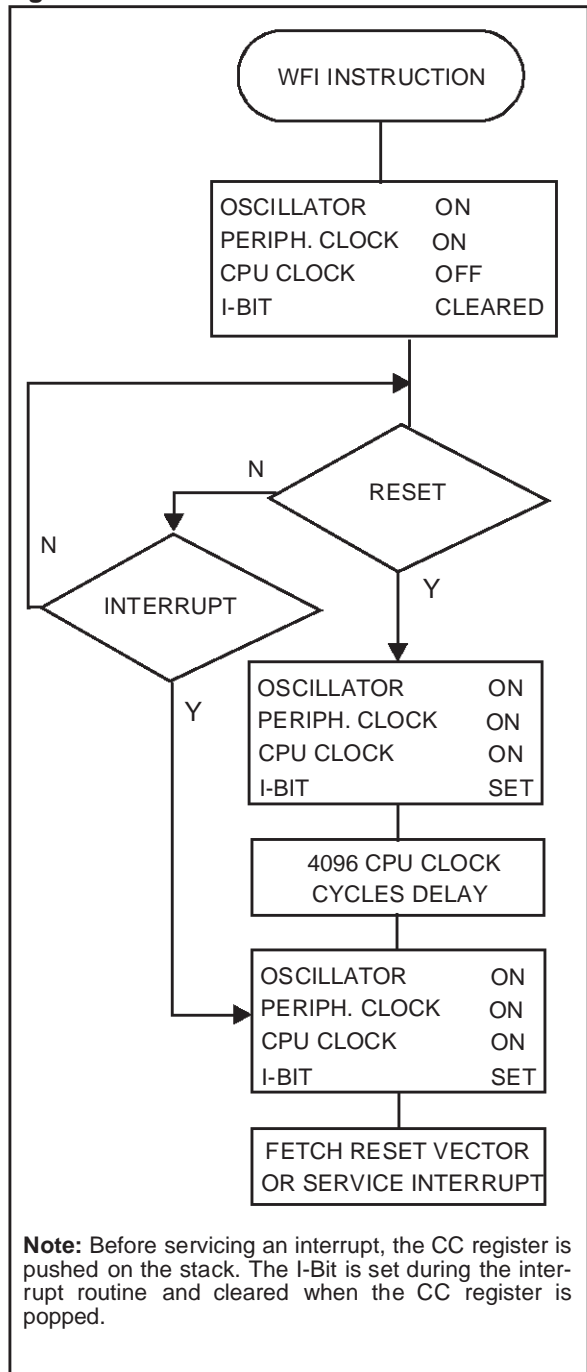 WFI INSTRUCTION
OSCILLATOR ON
PERIPH. CLOCK ON
CPU CLOCK OFF
I-BIT CLEARED
N
RESET
N
INTERRUPT
Y
Y
OSCILLATOR ON
PERIPH. CLOCK ON
CPU CLOCK ON
I-BIT SET
4096 CPU CLOCK
CYCLES DELAY
OSCILLATOR ON
PERIPH. CLOCK ON
CPU CLOCK ON
I-BIT SET
FETCH RESET VECTOR
OR SERVICE INTERRUPT
Note: Before servicing an interrupt, the CC register is
pushed on the stack. The I-Bit is set during the inter-
rupt routine and cleared when the CC register is
popped.